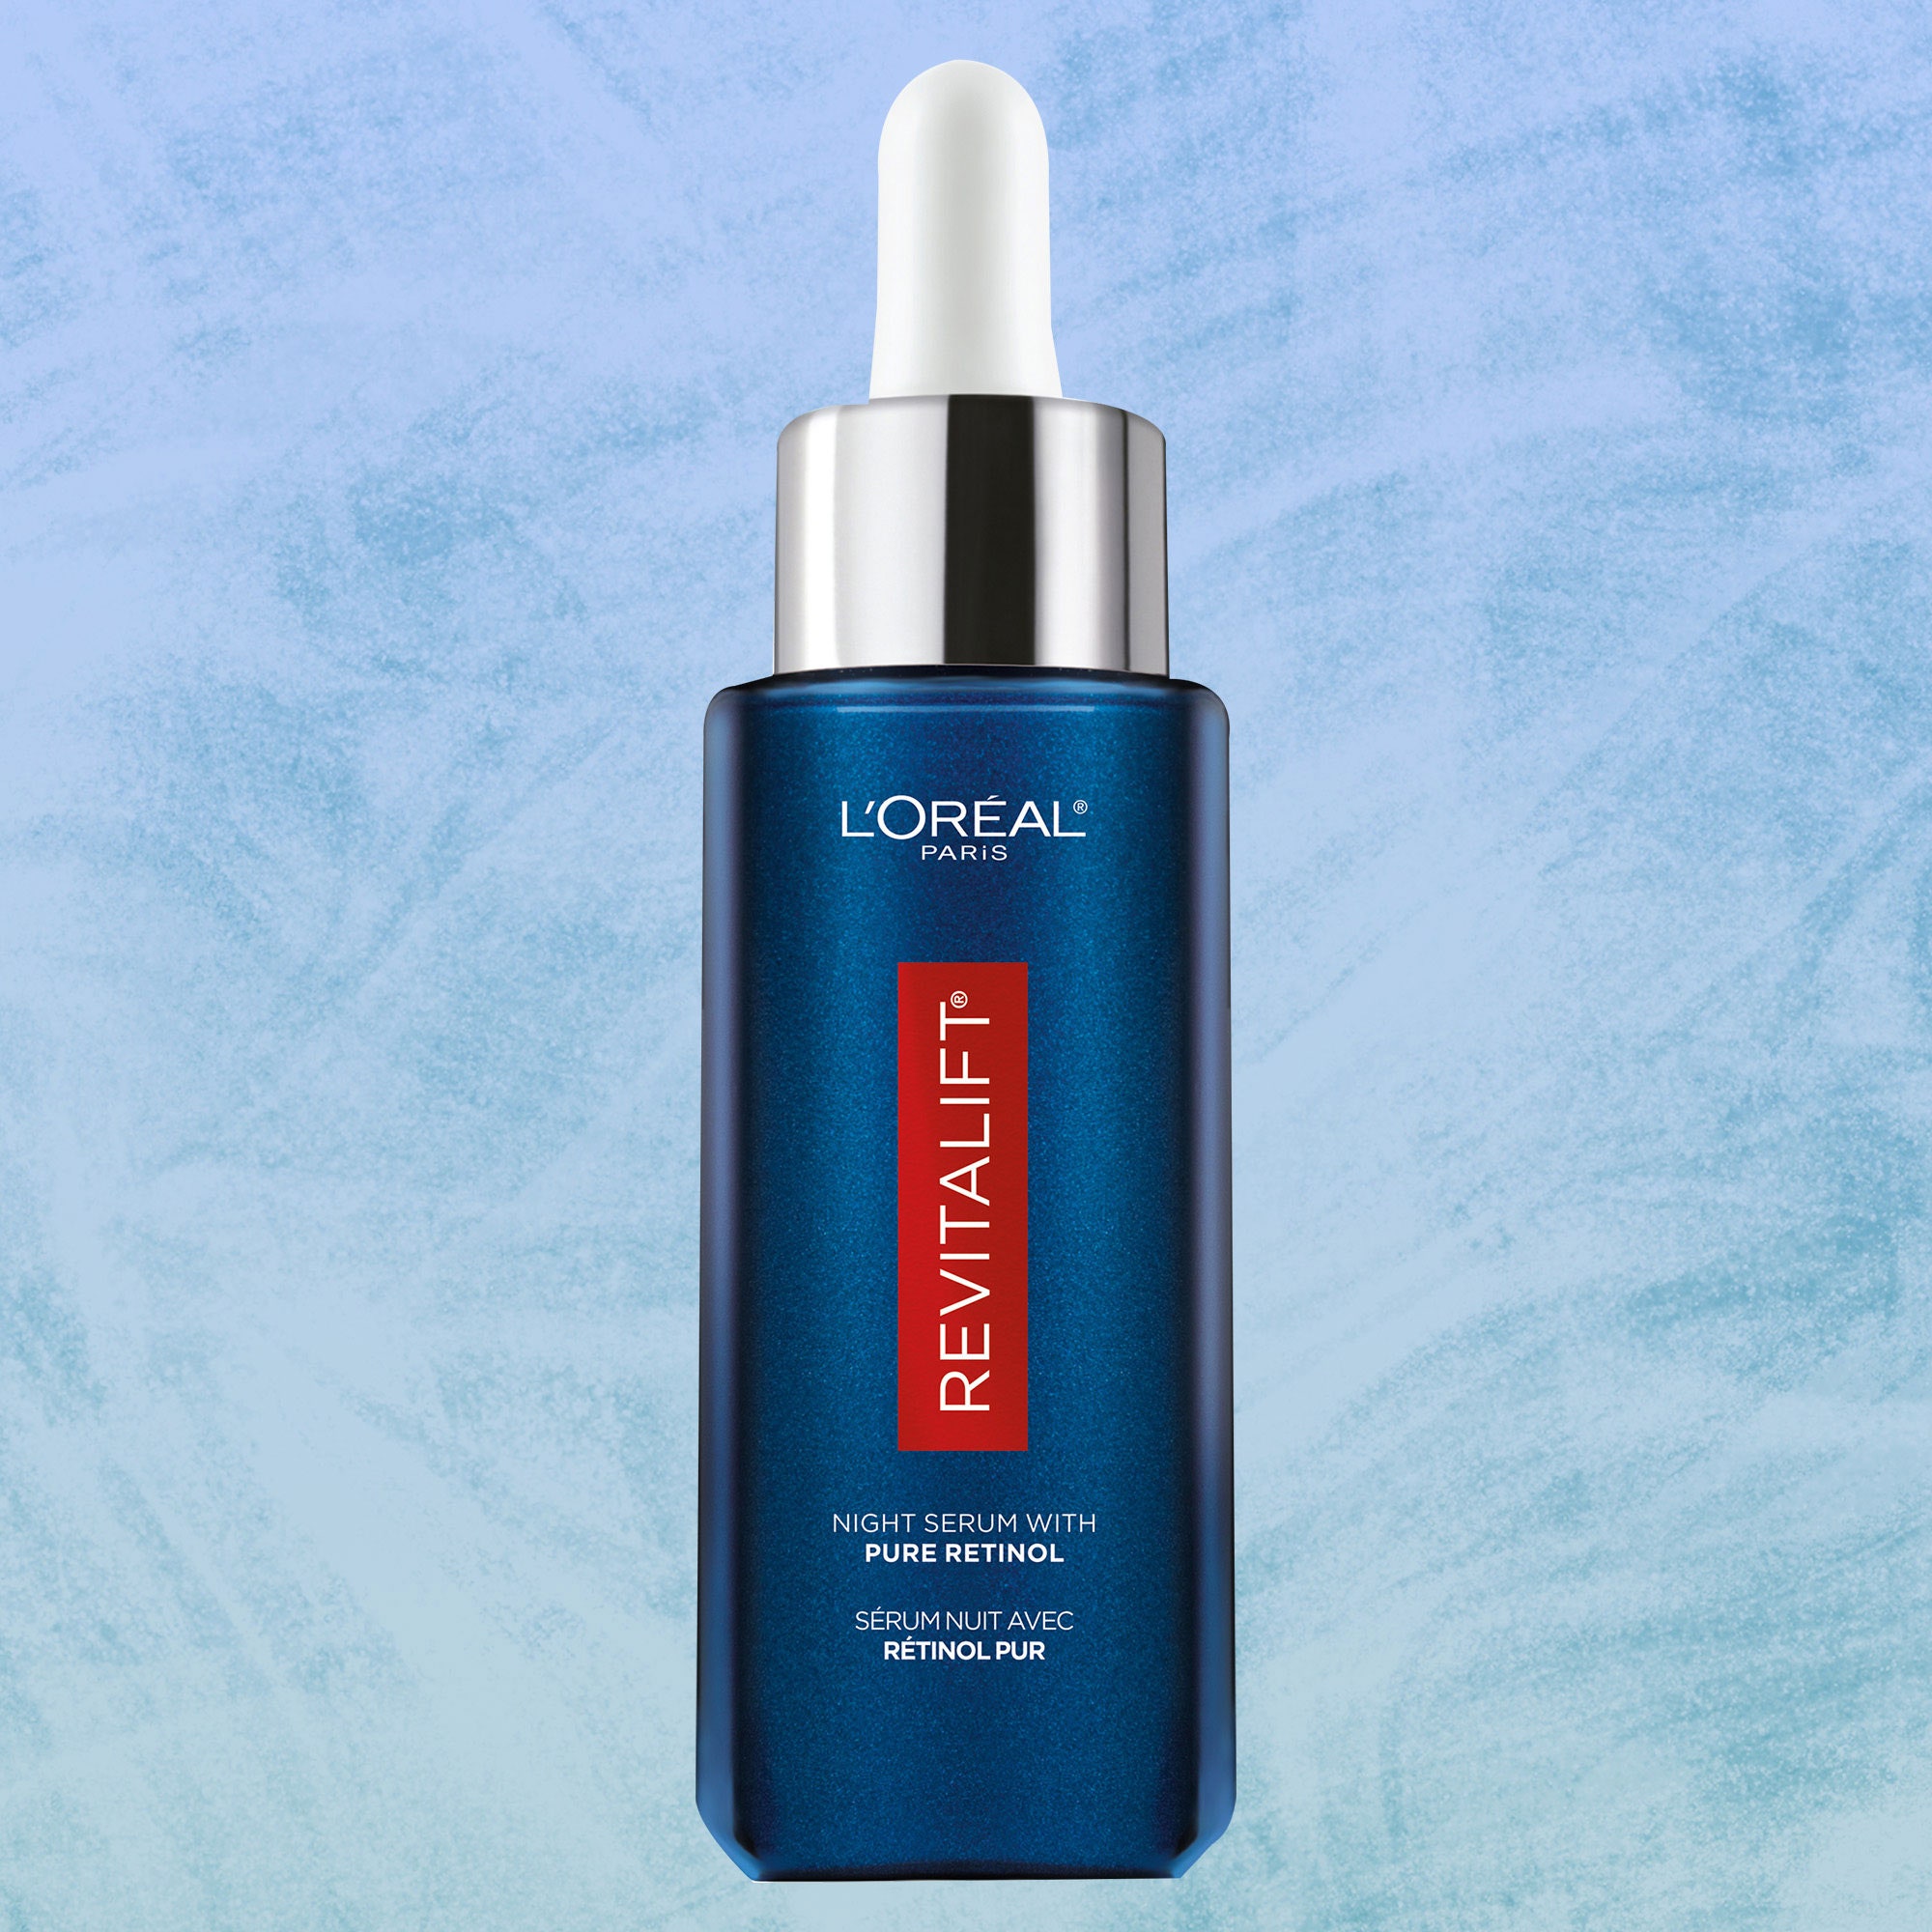 L'ORÉAL®
PARiS
REVITALIFT®
NIGHT SERUM WITH
PURE RETINOL
SÉRUM NUIT AVEC
RÉTINOL PUR